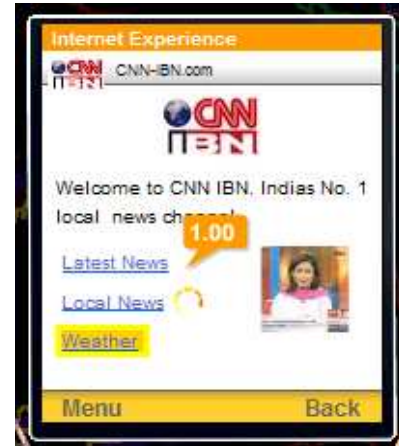 Internet Experience
CNN IBN CNN-IBN.com
CNN
IBN
Welcome to CNN IBN, Indias No. 1
local news channel
1.00
Latest News
Local News
Weather
Menu Back